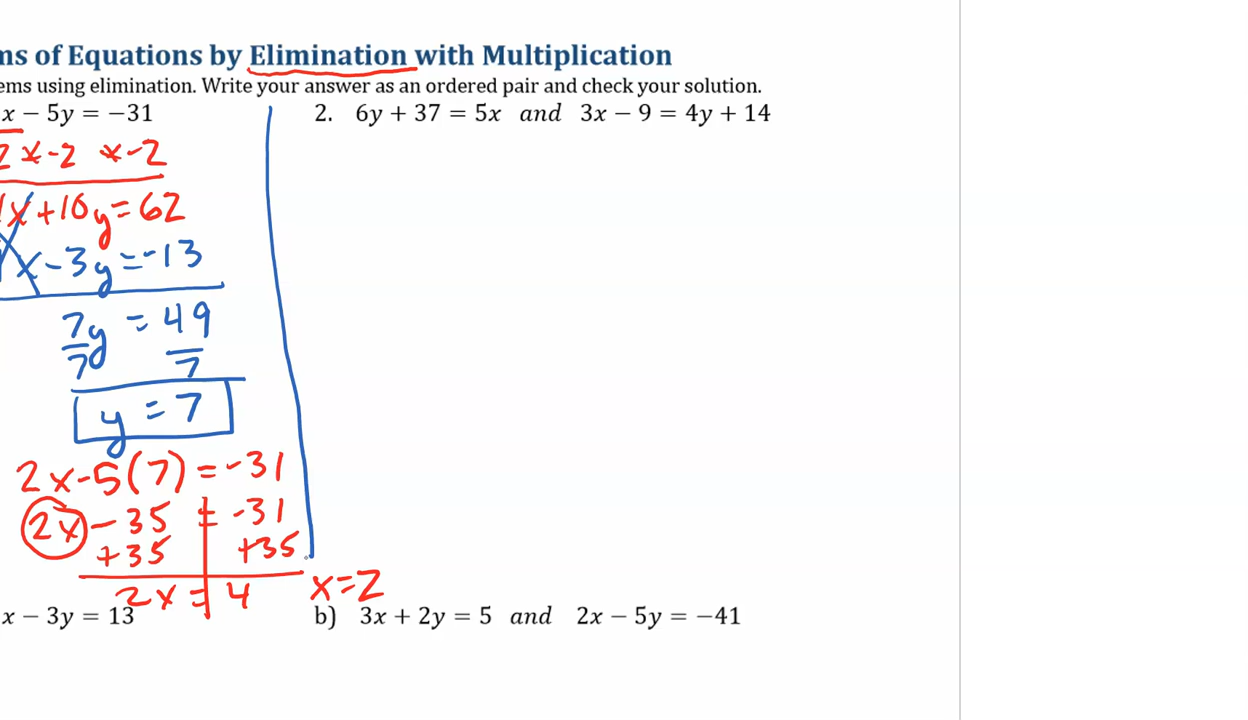 ms of Equations by Elimination with Multiplication
ems using elimination. Write your answer as an ordered pair and check your solution.
x − 5y = −31
2 *-2 *-2
x +10y = 62
x - 3y = -13
7y = 49
7 7
y = 7
2x - 5(7) = -31
2x - 35 = -31
+35 +35
2x = 4 x=2
x − 3y = 13
2. 6y + 37 = 5x and 3x − 9 = 4y + 14
b) 3x + 2y = 5 and 2x − 5y = −41